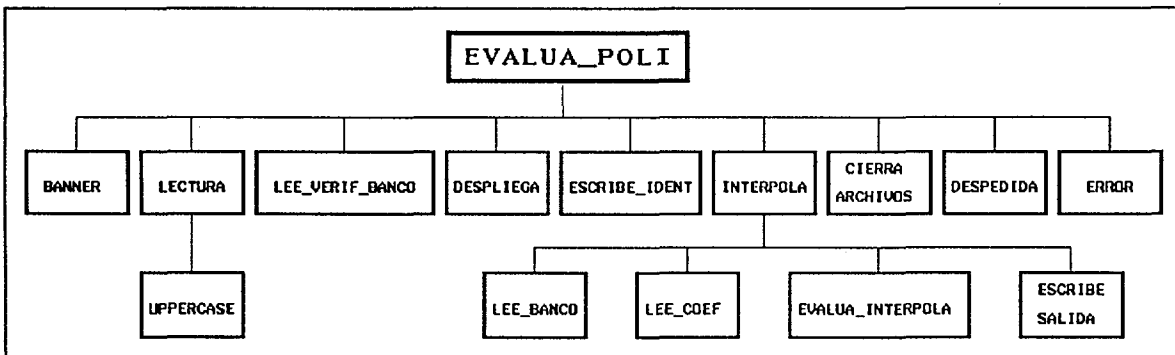 EVALUA_POLI
BANNER
LECTURA
LEE_VERIF_BANCO
DESPLIEGA
ESCRIBE_IDENT
INTERPOLA
CIERRA
ARCHIVOS
DESPEDIDA
ERROR
UPPERCASE
LEE_BANCO
LEE_COEF
EVALUA_INTERPOLA
ESCRIBE
SALIDA